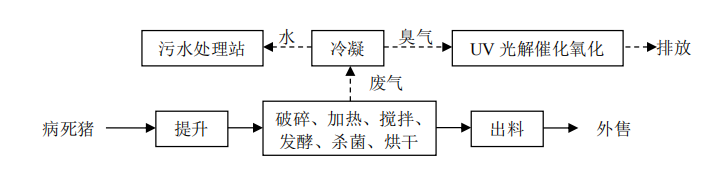 水
臭气
污水处理站
冷凝
UV 光解催化氧化
排放
废气
病死猪
提升
破碎、加热、搅拌、
发酵、杀菌、烘干
出料
外售